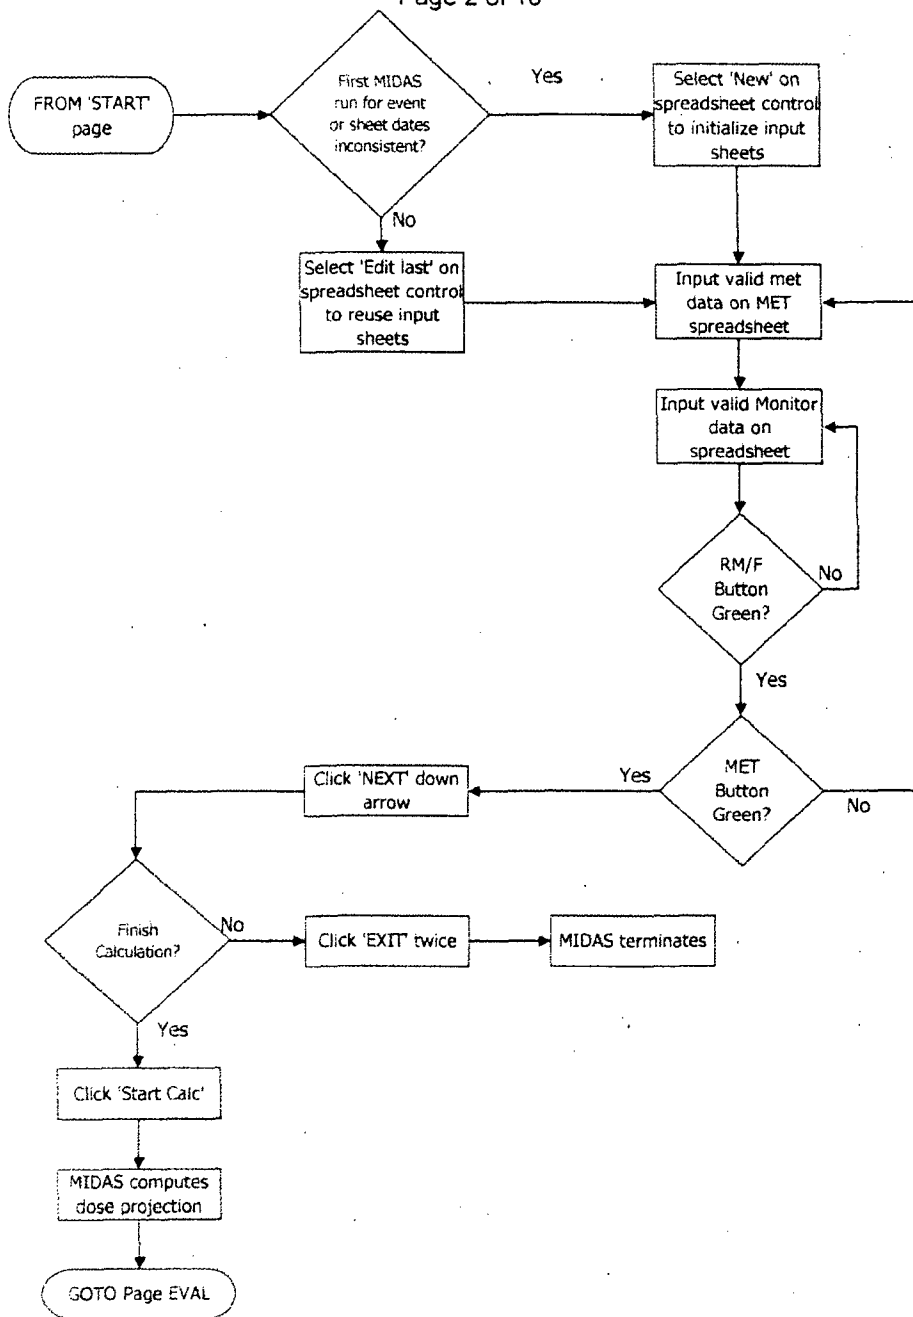 Page 2 of 10
FROM 'START'
page
First MIDAS
run for event
or sheet dates
inconsistent?
Yes
Select 'New' on
spreadsheet control
to initialize input
sheets
No
Select 'Edit last' on
spreadsheet control
to reuse input
sheets
Input valid met
data on MET
spreadsheet
Input valid Monitor
data on
spreadsheet
RM/F
Button
Green?
No
Yes
MET
Button
Green?
No
Yes
Click 'NEXT' down
arrow
Finish
Calculation?
No
Click 'EXIT' twice
MIDAS terminates
Yes
Click 'Start Calc'
MIDAS computes
dose projection
GOTO Page EVAL